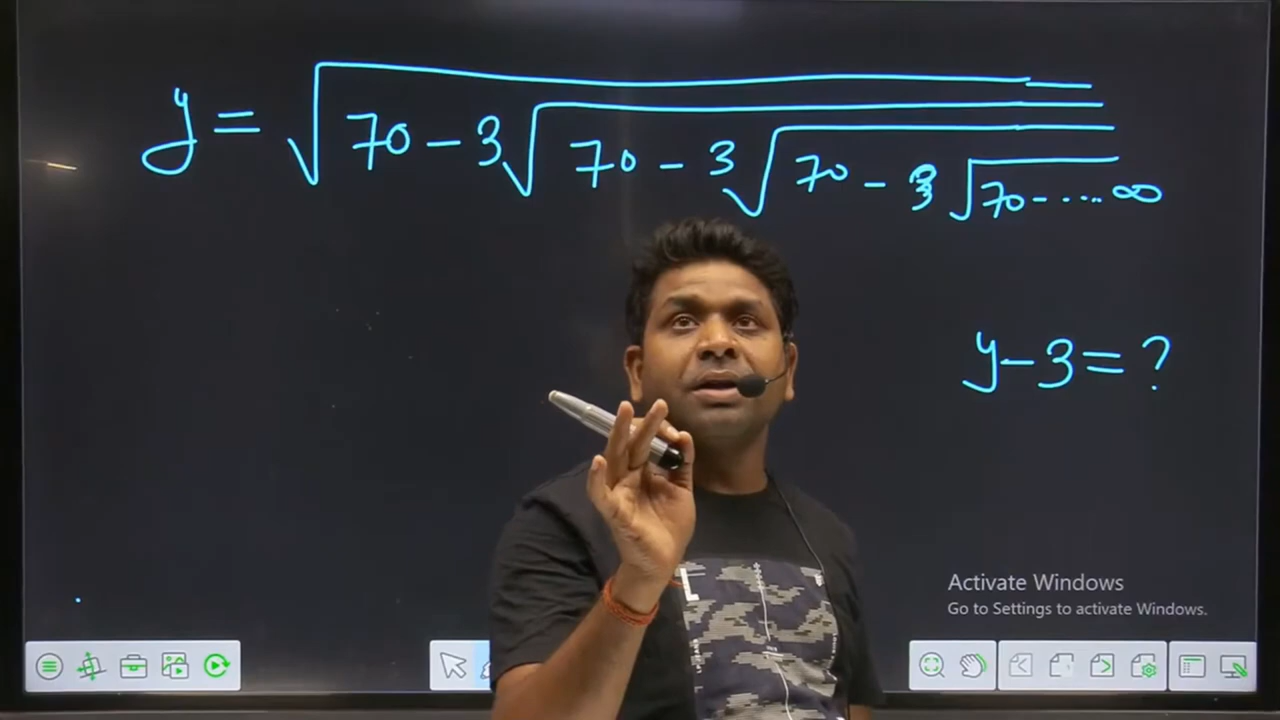 y = √70 - 3√70 - 3√70 - 3√70 - .... ∞
y - 3 = ?
L
Activate Windows
Go to Settings to activate Windows.